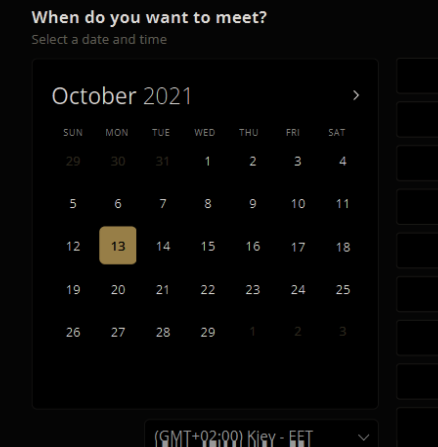 When do you want to meet?
Select a date and time
October 2021
SUN MON TUE WED THU FRI SAT
29 30 31 1 2 3 4
5 6 7 8 9 10 11
12 13 14 15 16 17 18
19 20 21 22 23 24 25
26 27 28 29 1 2 3
(GMT+02:00) Kiev - EET